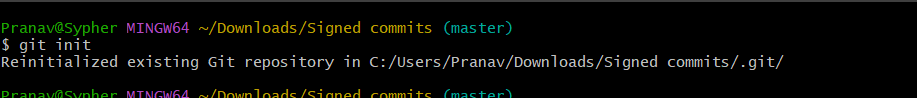 Pranav@Sypher MINGW64 ~/Downloads/Signed commits (master)
$ git init
Reinitialized existing Git repository in C:/Users/Pranav/Downloads/Signed commits/.git/
Pranav@Sypher MINGW64 ~/Downloads/Signed commits (master)